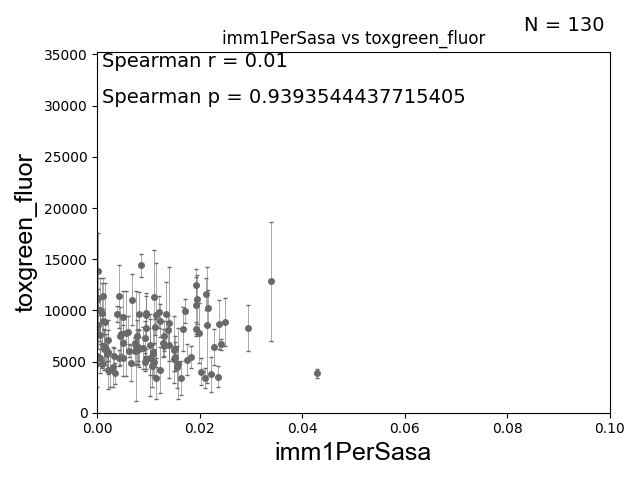 N = 130
imm1PerSasa vs toxgreen_fluor
Spearman r = 0.01
Spearman p = 0.9393544437715405
35000
30000
25000
20000
15000
10000
5000
0
toxgreen_fluor
0.00 0.02 0.04 0.06 0.08 0.10
imm1PerSasa